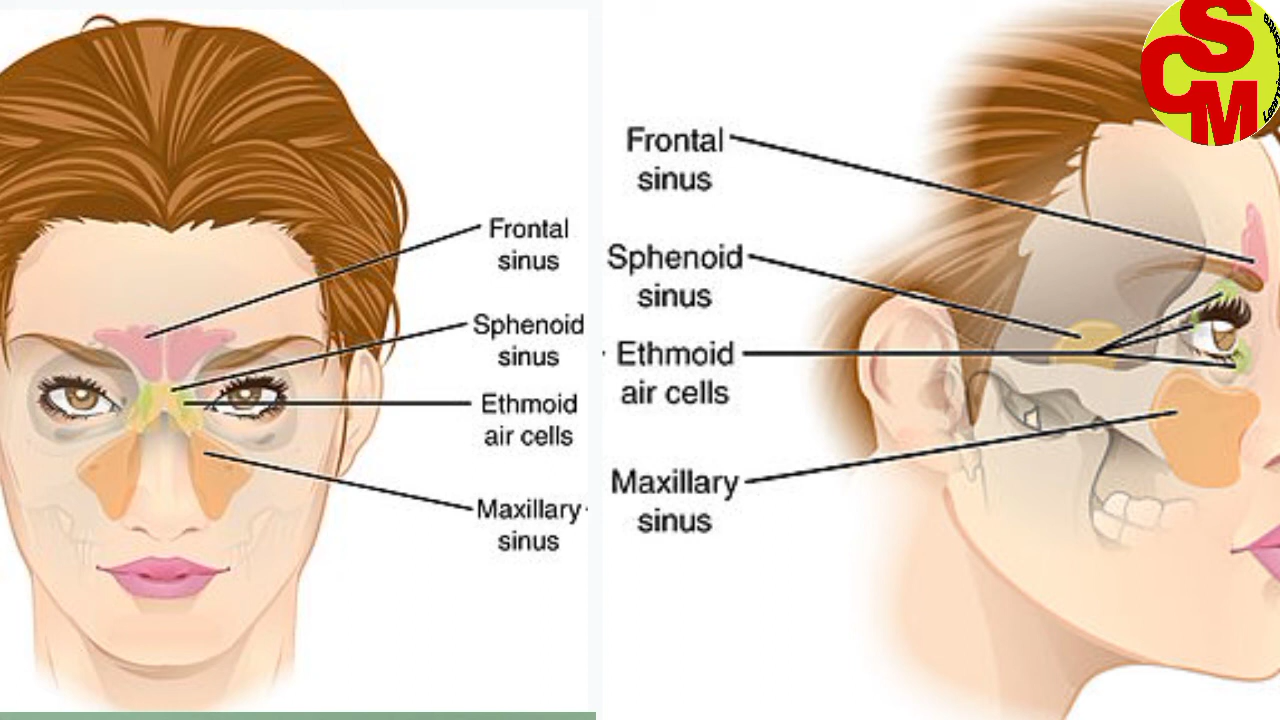 Frontal
sinus
Sphenoid
sinus
Ethmoid
air cells
Maxillary
sinus
Frontal
sinus
Sphenoid
sinus
Ethmoid
air cells
Maxillary
sinus
S
C
M